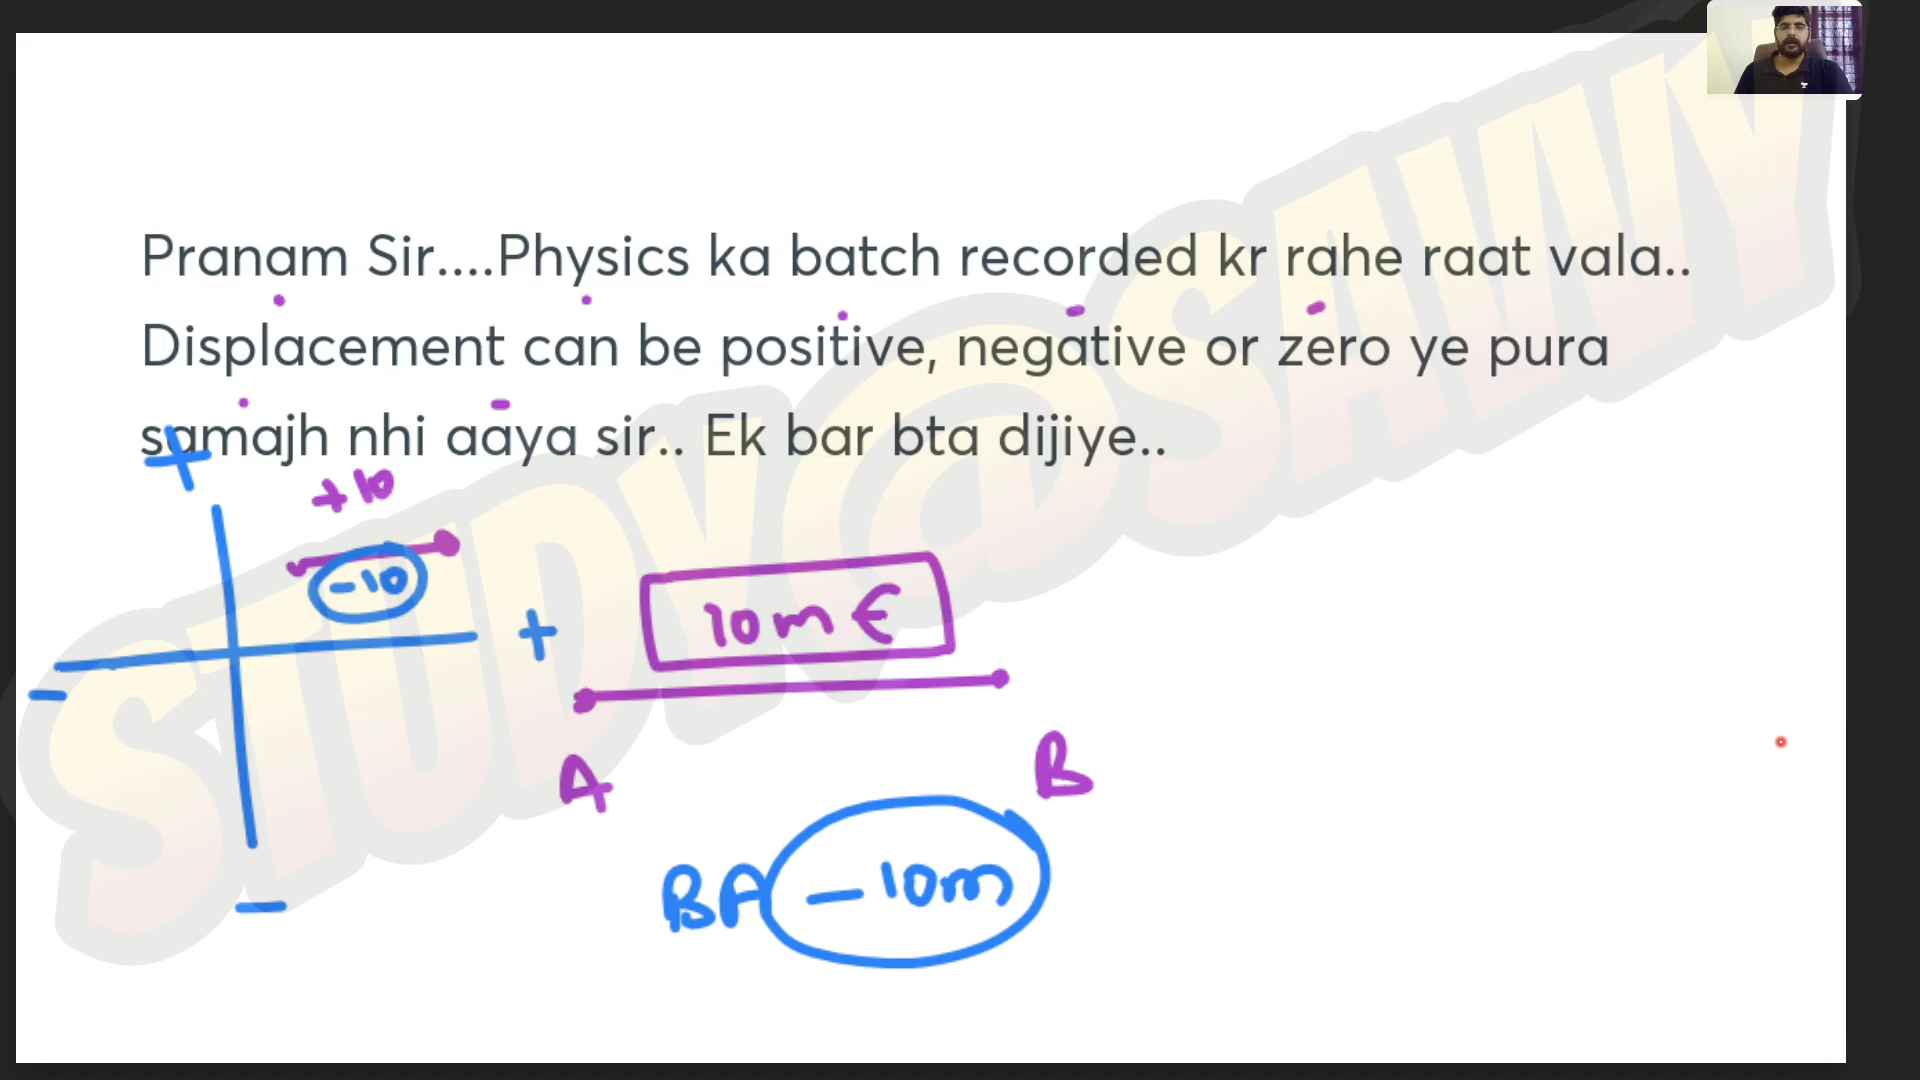 Pranam Sir....Physics ka batch recorded kr rahe raat vala..
Displacement can be positive, negative or zero ye pura
samajh nhi aaya sir.. Ek bar bta dijiye..
+
+10
-10
+
10m E
-
A
B
BA -10m
-
STUDY@SAWY